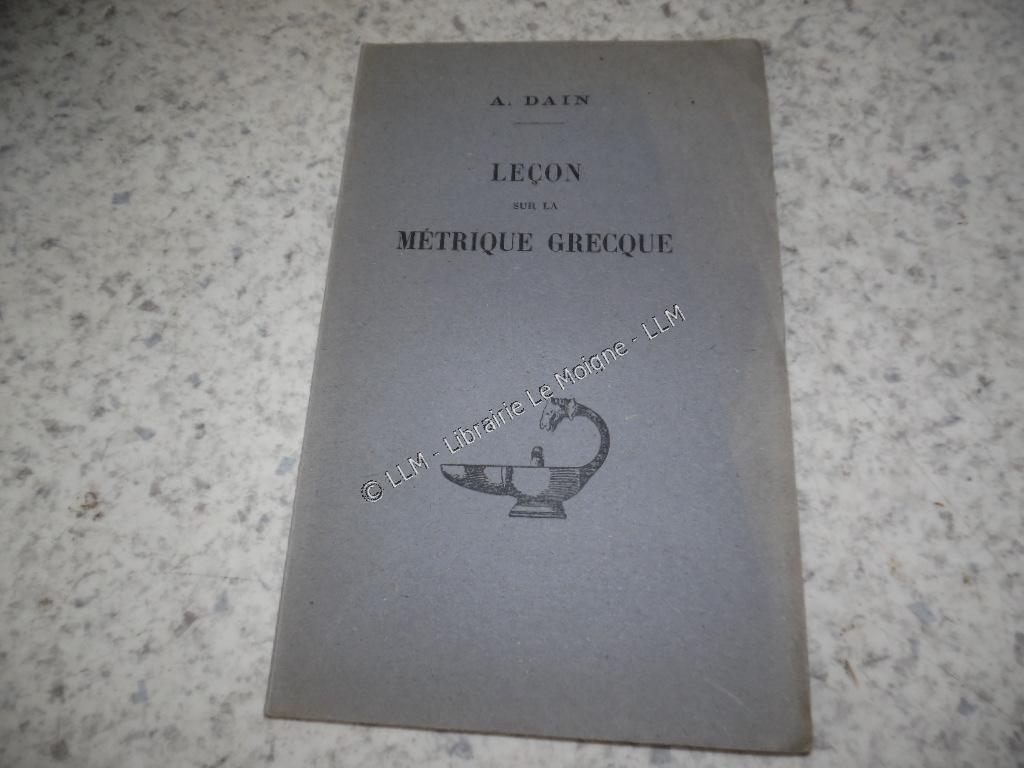 A. DAIN
LEÇON
SUR LA
MÉTRIQUE GRECQUE
© LLM - Librairie Le Moigne - LLM